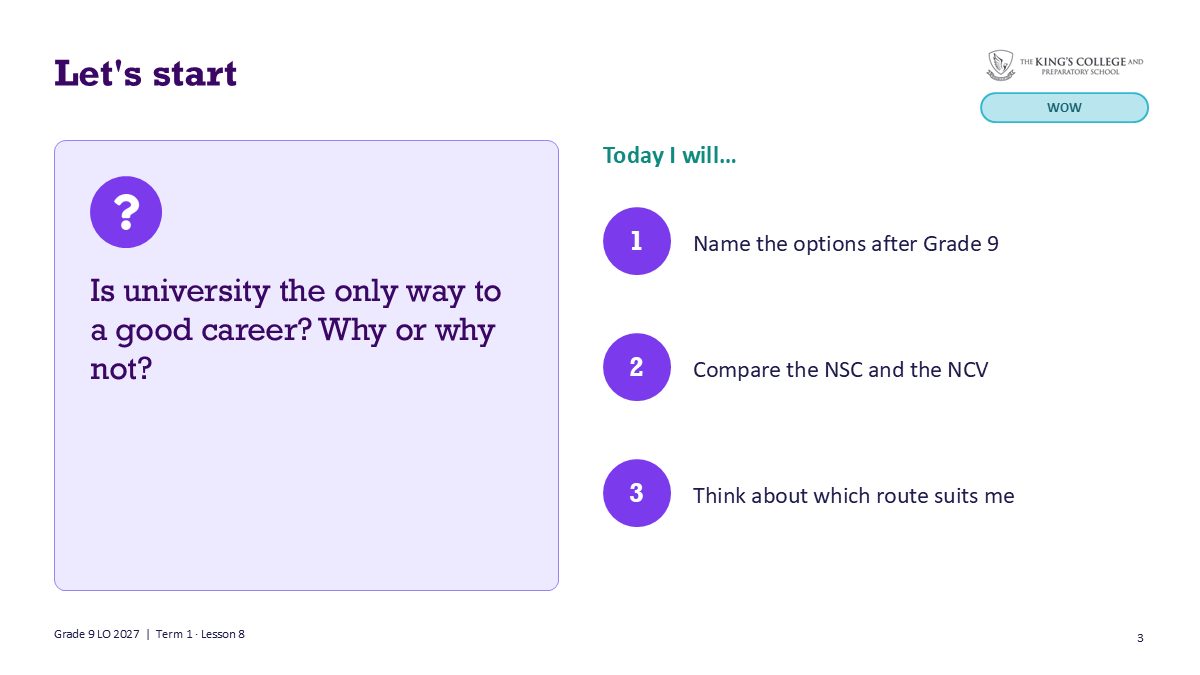 Let's start
THE KING'S COLLEGE AND
PREPARATORY SCHOOL
WOW
?
Is university the only way to
a good career? Why or why
not?
Today I will...
1
Name the options after Grade 9
2
Compare the NSC and the NCV
3
Think about which route suits me
Grade 9 LO 2027 | Term 1 · Lesson 8
3